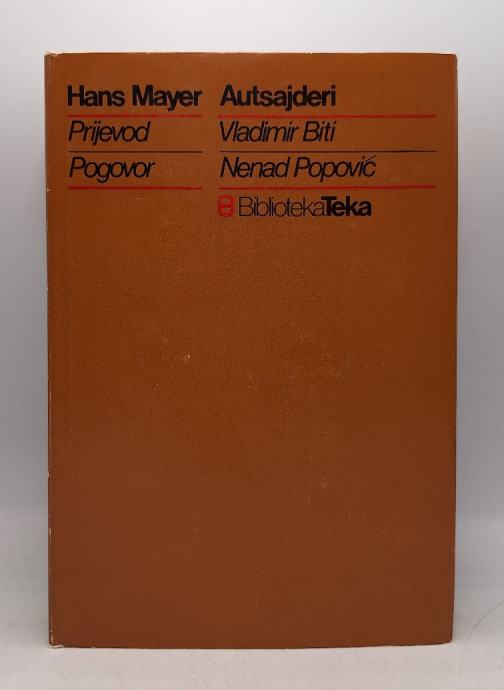 Hans Mayer Autsajderi
Prijevod Vladimir Biti
Pogovor Nenad Popović
BibliotekaTeka